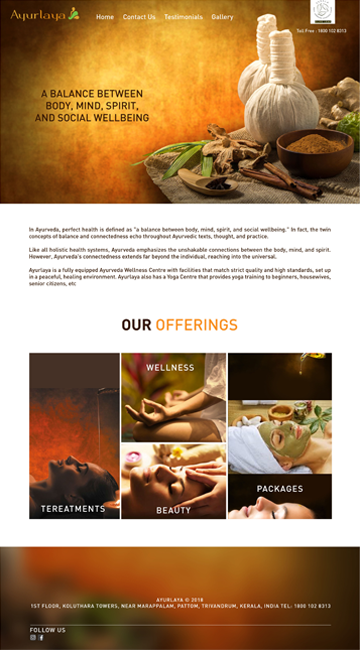 Ayurlaya
Home Contact Us Testimonials Gallery
Toll Free : 1800 102 8313
A BALANCE BETWEEN
BODY, MIND, SPIRIT,
AND SOCIAL WELLBEING
In Ayurveda, perfect health is defined as "a balance between body, mind, spirit, and social wellbeing." In fact, the twin
concepts of balance and connectedness echo throughout Ayurvedic texts, thought, and practice.
Like all holistic health systems, Ayurveda emphasizes the unshakable connections between the body, mind, and spirit.
However, Ayurveda's connectedness extends far beyond the individual, reaching into the universal.
Ayurlaya is a fully equipped Ayurveda Wellness Centre with facilities that match strict quality and high standards, set up
in a peaceful, healing environment. Ayurlaya also has a Yoga Centre that provides yoga training to beginners, housewives,
senior citizens, etc
OUR OFFERINGS
WELLNESS
TEREATMENTS
BEAUTY
PACKAGES
AYURLAYA © 2018
1ST FLOOR, KOLUTHARA TOWERS, NEAR MARAPPALAM, PATTOM, TRIVANDRUM, KERALA, INDIA TEL: 1800 102 8313
FOLLOW US